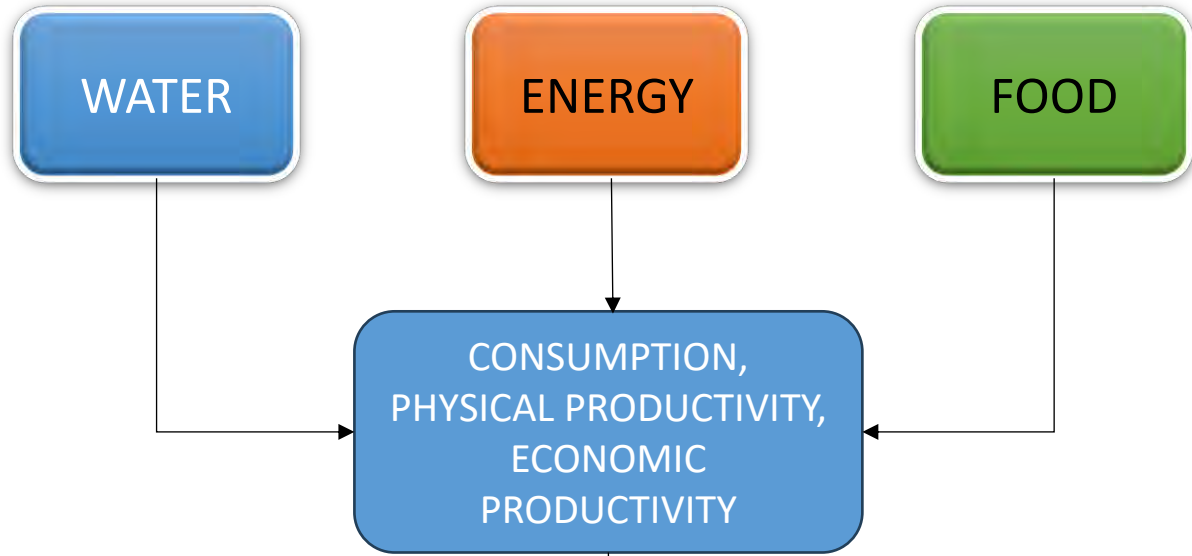 WATER
ENERGY
FOOD
CONSUMPTION,
PHYSICAL PRODUCTIVITY,
ECONOMIC
PRODUCTIVITY